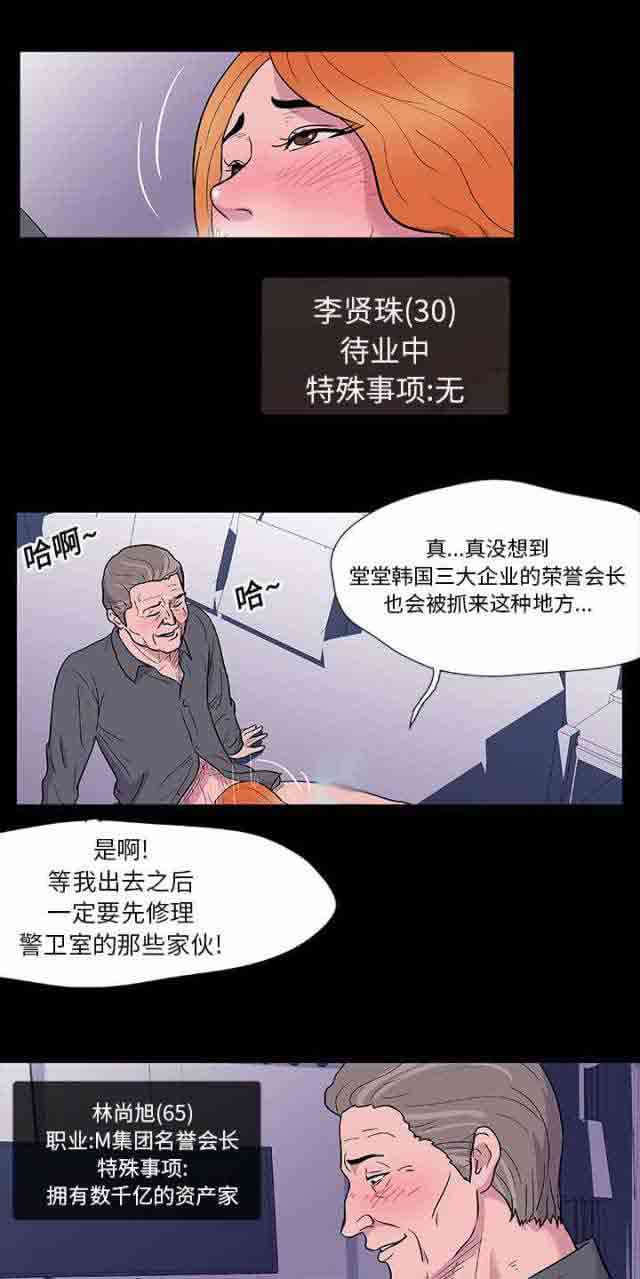 李贤珠(30)
待业中
特殊事项:无
哈啊~
哈~
真...真没想到
堂堂韩国三大企业的荣誉会长
也会被抓来这种地方...
是啊!
等我出去之后
一定要先修理
警卫室的那些家伙!
林尚旭(65)
职业:M集团名誉会长
特殊事项:
拥有数千亿的资产家